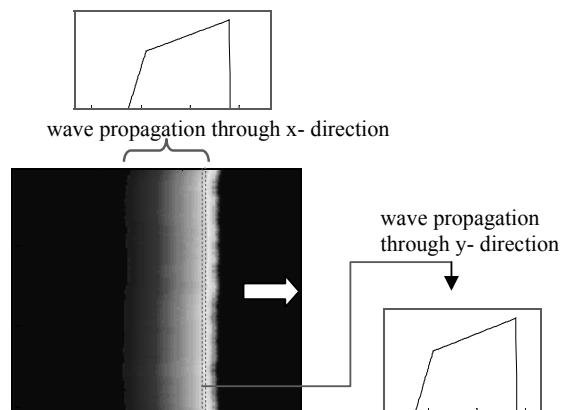 wave propagation through x- direction
wave propagation
through y- direction